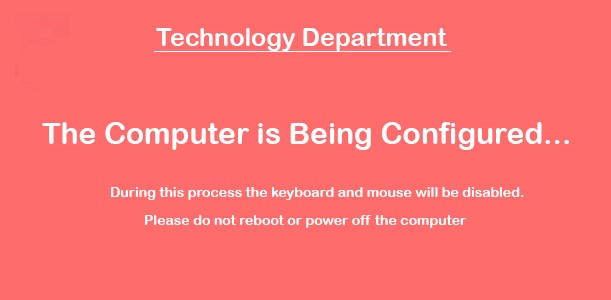 Technology Department
The Computer is Being Configured...
During this process the keyboard and mouse will be disabled.
Please do not reboot or power off the computer